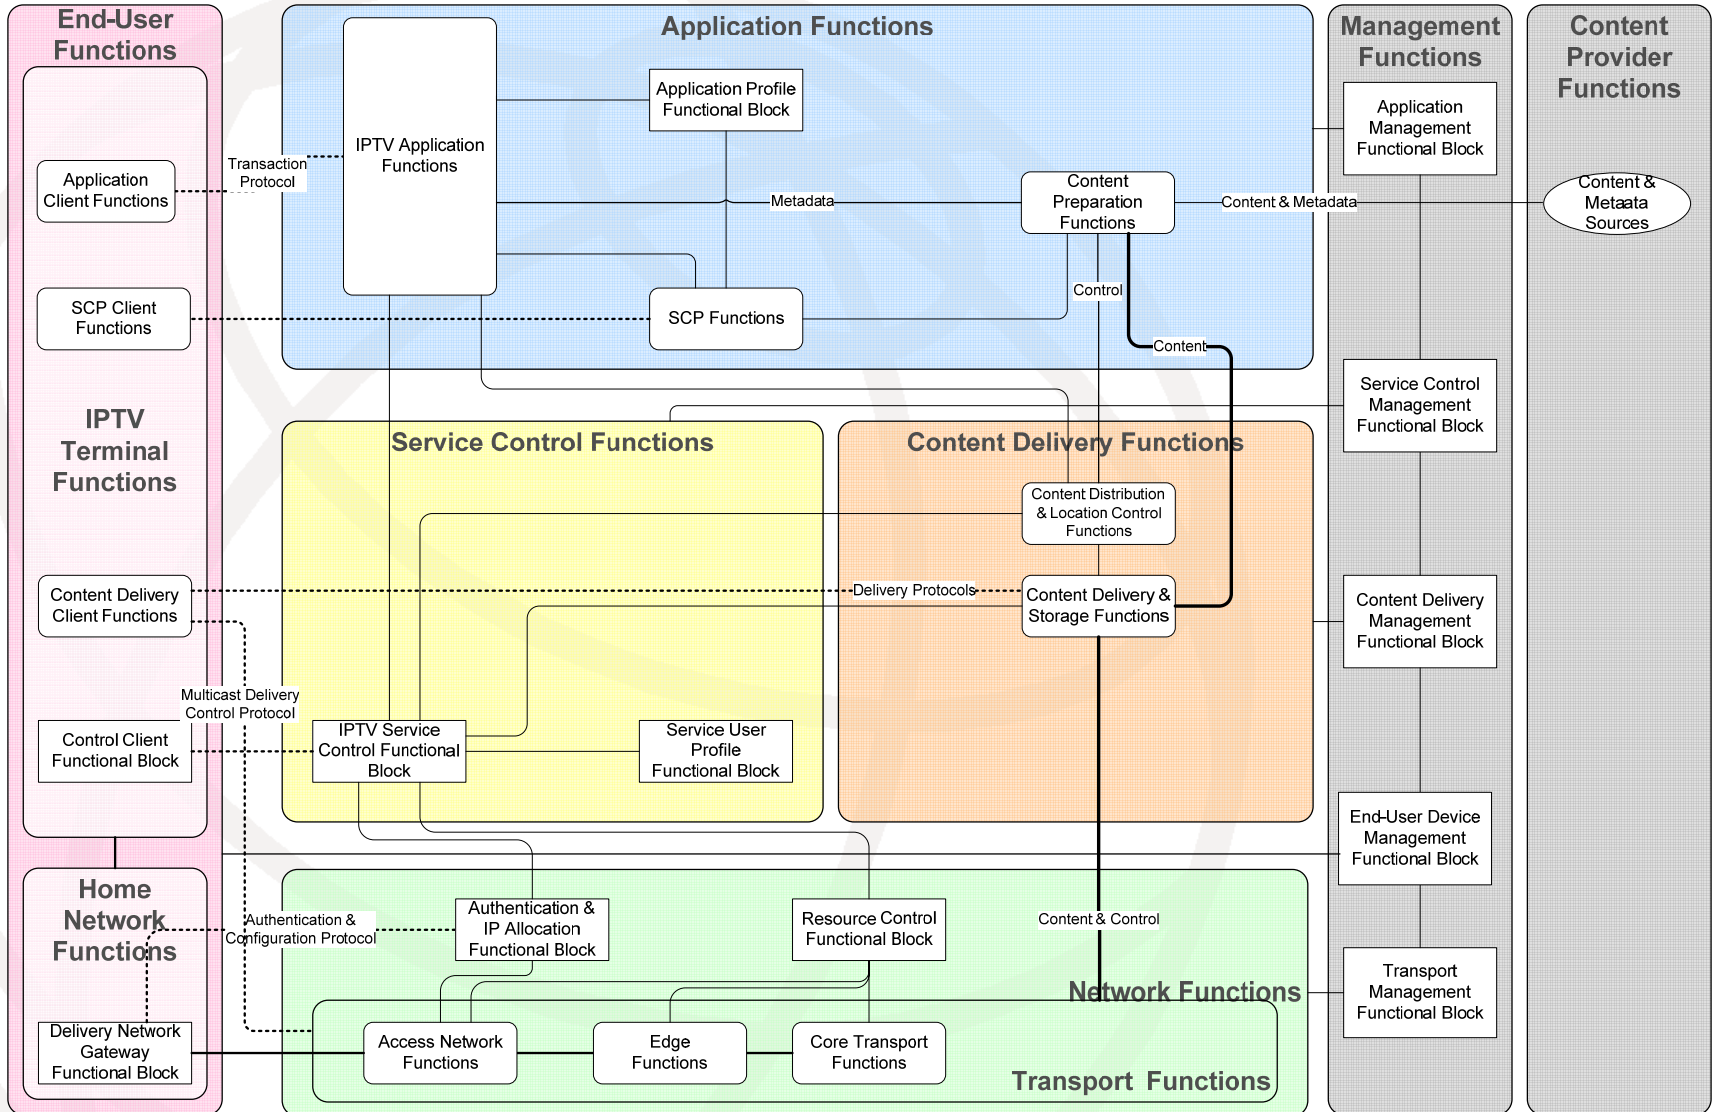 End-User
Functions
Application
Client Functions
SCP Client
Functions
IPTV
Terminal
Functions
Content Delivery
Client Functions
Control Client
Functional Block
Home
Network
Functions
Delivery Network
Gateway
Functional Block
Transaction
Protocol
Multicast Delivery
Control Protocol
Authentication &
Configuration Protocol
Application Functions
IPTV Application
Functions
Application Profile
Functional Block
Metadata
Content
Preparation
Functions
Content & Metadata
SCP Functions
Control
Content
Service Control Functions
IPTV Service
Control Functional
Block
Service User
Profile
Functional Block
Content Delivery Functions
Content Distribution
& Location Control
Functions
Delivery Protocols
Content Delivery &
Storage Functions
Authentication &
IP Allocation
Functional Block
Resource Control
Functional Block
Content & Control
Network Functions
Access Network
Functions
Edge
Functions
Core Transport
Functions
Transport Functions
Management
Functions
Application
Management
Functional Block
Service Control
Management
Functional Block
Content Delivery
Management
Functional Block
End-User Device
Management
Functional Block
Transport
Management
Functional Block
Content
Provider
Functions
Content &
Metaata
Sources